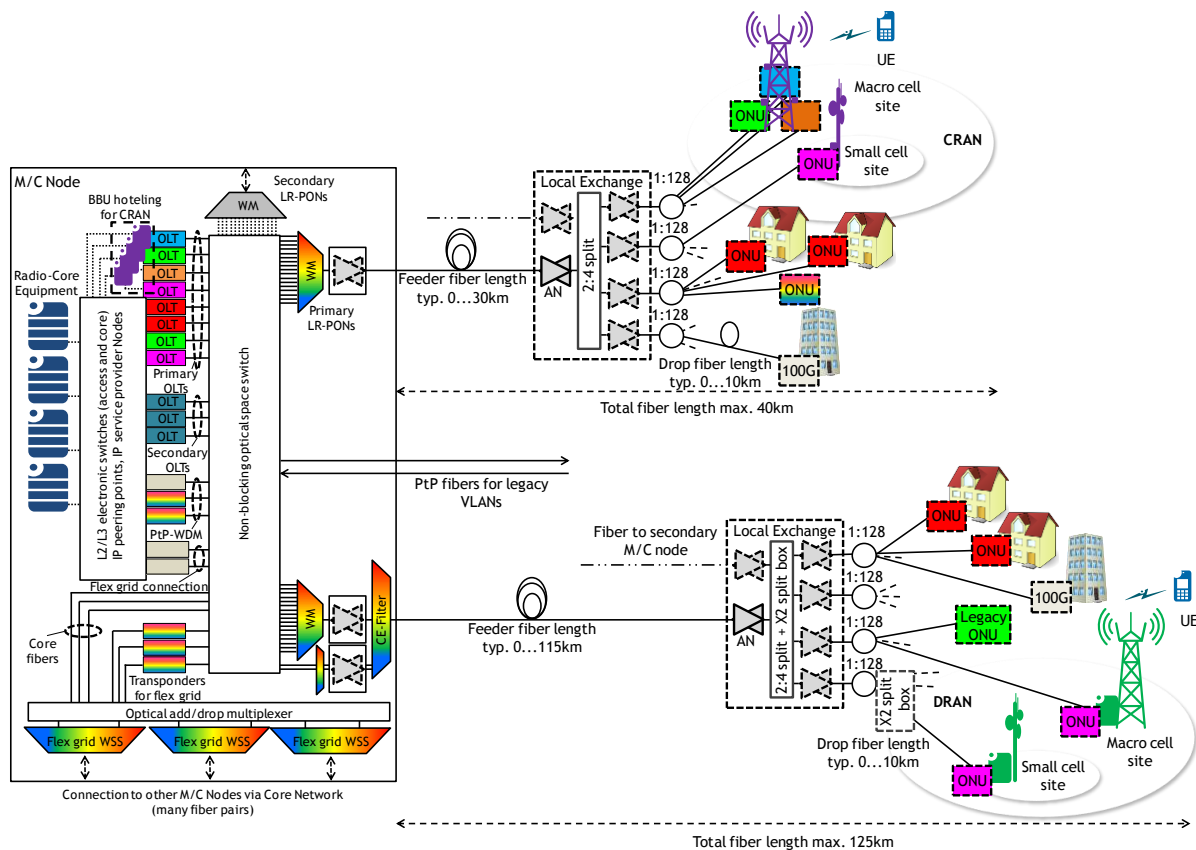 UE
Macro cell
site
ONU
CRAN
Small cell
site
ONU
M/C Node
Secondary
LR-PONs
BBU hoteling
for CRAN
WM
Local Exchange
1:128
OLT
OLT
OLT
OLT
OLT
OLT
OLT
OLT
Radio-Core
Equipment
WM
Primary
LR-PONs
Feeder fiber length
typ. 0...30km
AN
2:4 split
1:128
1:128
1:128
ONU
ONU
ONU
100G
Drop fiber length
typ. 0...10km
Total fiber length max. 40km
L2/L3 electronic switches (access and core)
IP peering points, IP service provider Nodes
Primary
OLTs
OLT
OLT
OLT
Secondary
OLTs
Non-blocking optical space switch
PtP fibers for legacy
VLANs
PtP-WDM
Flex grid connection
Fiber to secondary
M/C node
Local Exchange
1:128
1:128
1:128
1:128
ONU
ONU
100G
UE
WM
CE-Filter
Feeder fiber length
typ. 0...115km
AN
2:4 split + X2 split box
Legacy
ONU
X2 split
box
DRAN
ONU
Macro cell
site
Drop fiber length
typ. 0...10km
ONU
Small cell
site
Core
fibers
Transponders
for flex grid
Optical add/drop multiplexer
Flex grid WSS
Flex grid WSS
Flex grid WSS
Connection to other M/C Nodes via Core Network
(many fiber pairs)
Total fiber length max. 125km